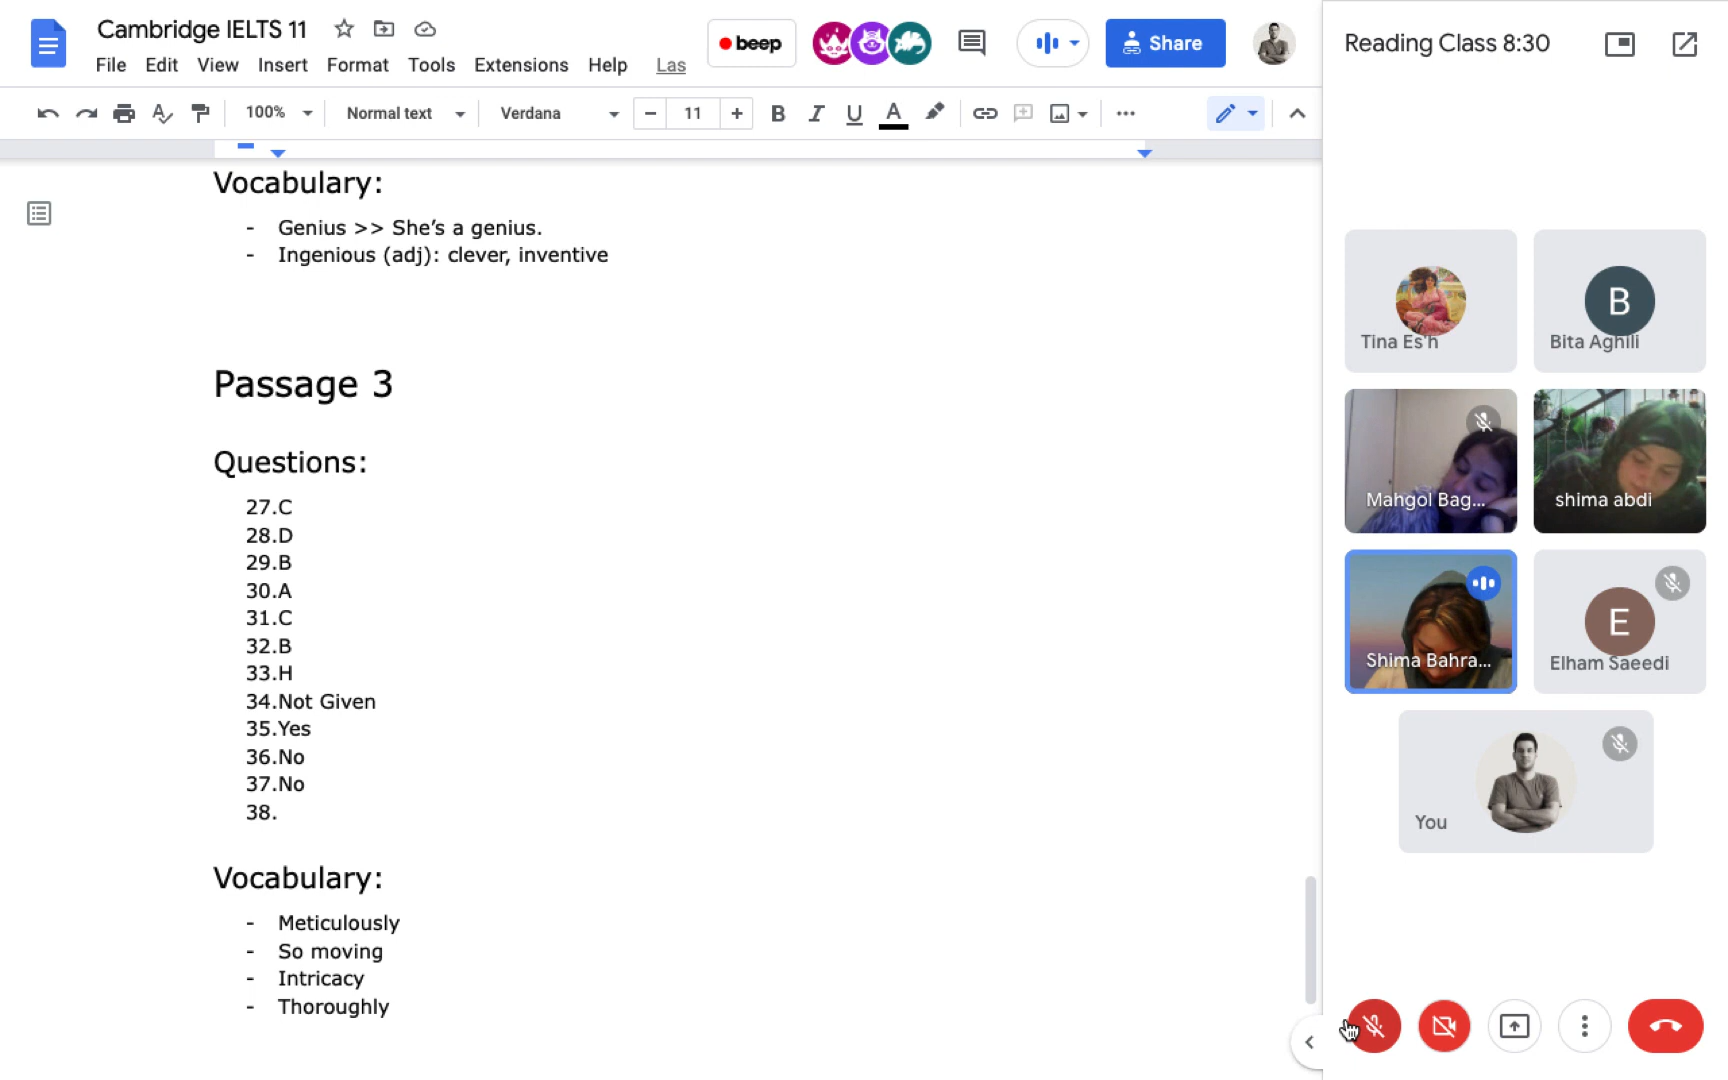 Cambridge IELTS 11
File Edit View Insert Format Tools Extensions Help Las
beep
Share
100% Normal text Verdana 11 B I U A
Vocabulary:
- Genius >> She’s a genius.
- Ingenious (adj): clever, inventive
Passage 3
Questions:
27.C
28.D
29.B
30.A
31.C
32.B
33.H
34.Not Given
35.Yes
36.No
37.No
38.
Vocabulary:
- Meticulously
- So moving
- Intricacy
- Thoroughly
Reading Class 8:30
Tina Es'h
B
Bita Aghili
Mahgol Bag...
shima abdi
Shima Bahra...
E
Elham Saeedi
You